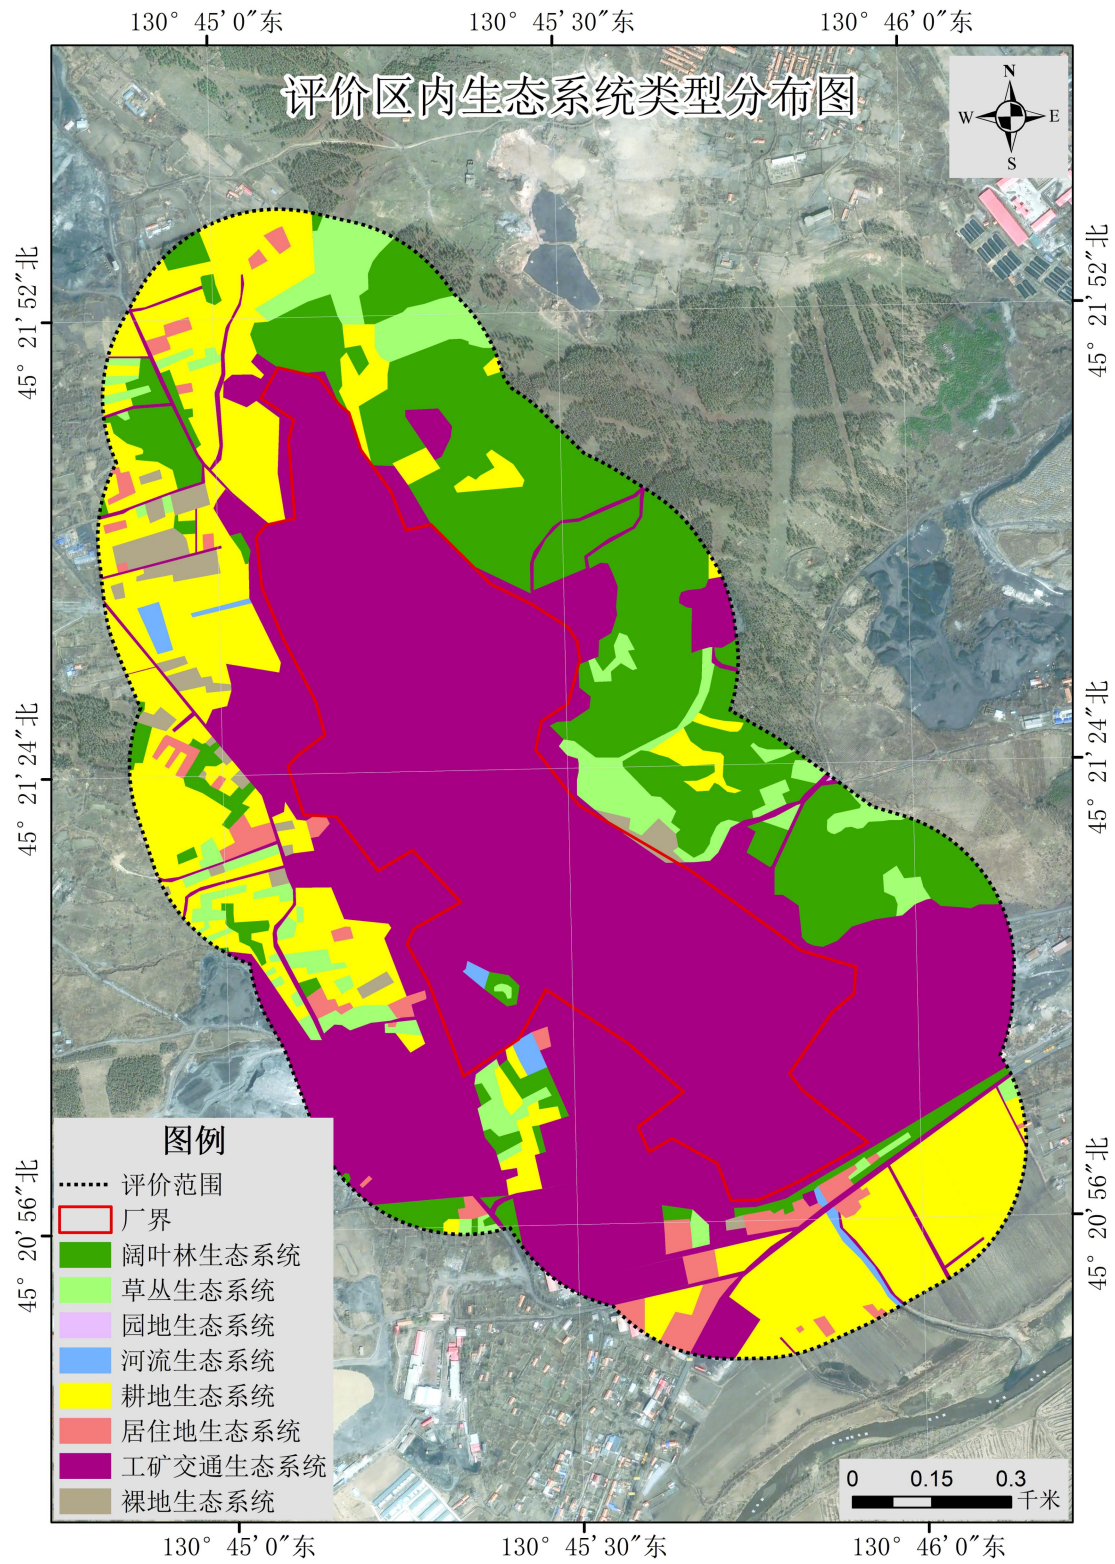 130° 45′0″东
130° 45′30″东
130° 46′0″东
评价区内生态系统类型分布图
N
W
E
S
45° 21′52″北
45° 21′52″北
45° 21′24″北
45° 21′24″北
45° 20′56″北
45° 20′56″北
图例
评价范围
厂界
阔叶林生态系统
草丛生态系统
园地生态系统
河流生态系统
耕地生态系统
居住地生态系统
工矿交通生态系统
裸地生态系统
0 0.15 0.3
千米
130° 45′0″东
130° 45′30″东
130° 46′0″东